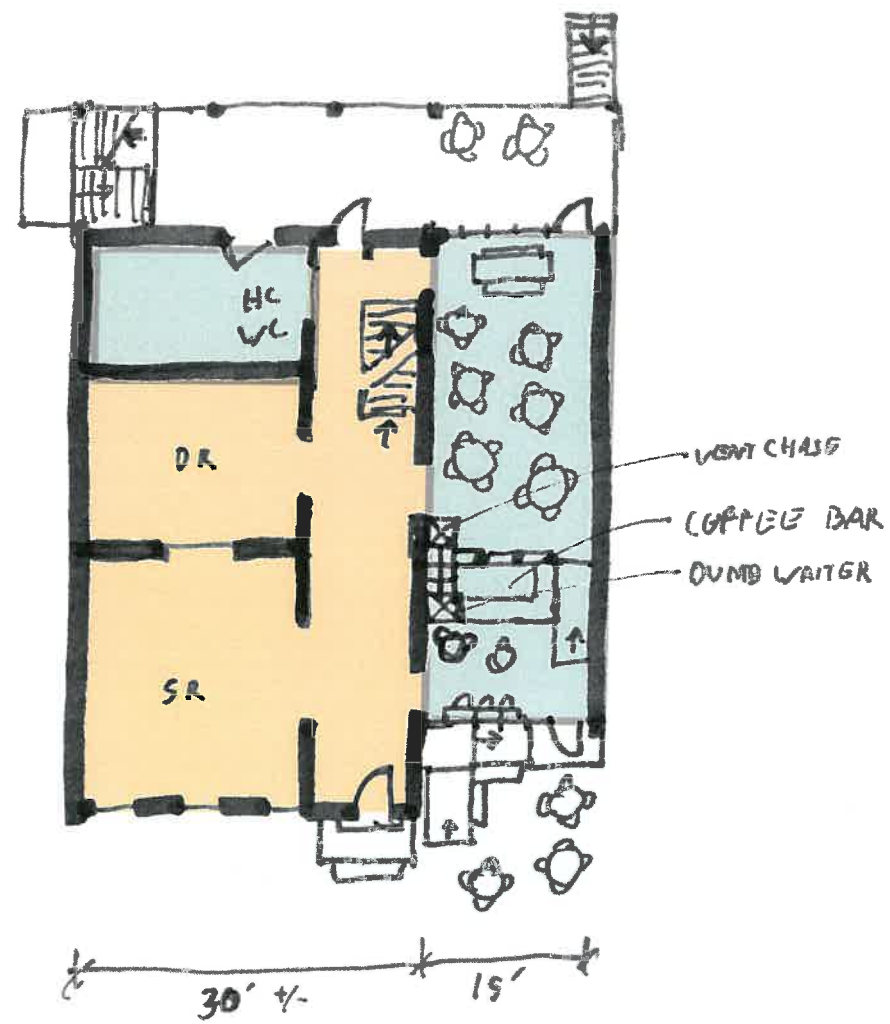 HC
WC
DR
SR
VENT CHASE
COFFEE BAR
DUMB WAITER
30' +/-
15'